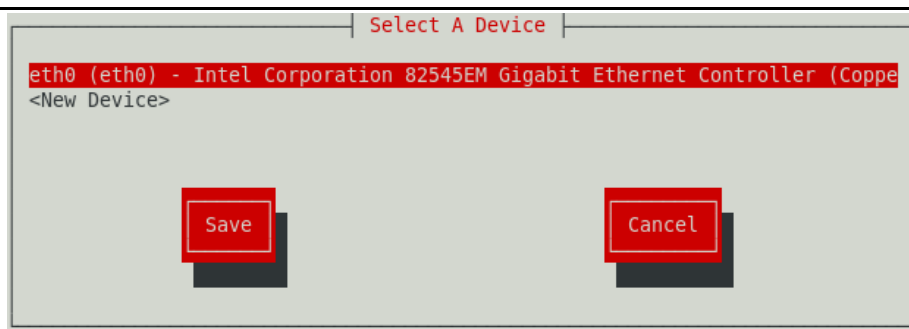 Select A Device
eth0 (eth0) - Intel Corporation 82545EM Gigabit Ethernet Controller (Coppe
<New Device>
Save
Cancel